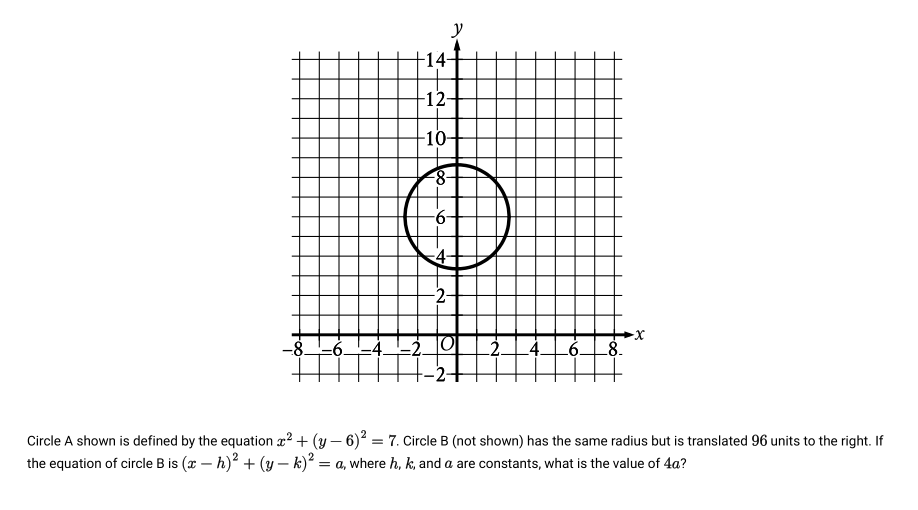 y
14
12
10
8
6
4
2
O
x
−8 −6 −4 −2 2 4 6 8
−2
Circle A shown is defined by the equation x² + (y − 6)² = 7. Circle B (not shown) has the same radius but is translated 96 units to the right. If
the equation of circle B is (x − h)² + (y − k)² = a, where h, k, and a are constants, what is the value of 4a?